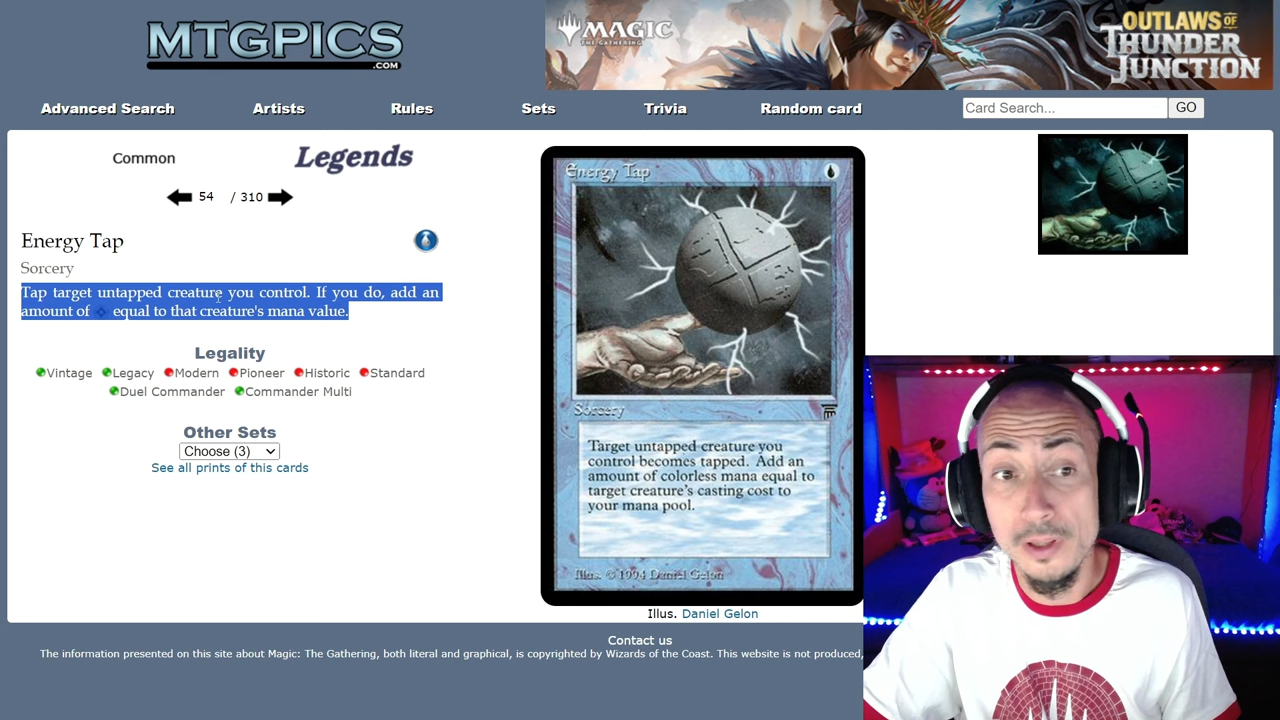 MTGPICS
.COM
MAGIC
THE GATHERING
OUTLAWS OF
THUNDER
JUNCTION
Advanced Search
Artists
Rules
Sets
Trivia
Random card
Card Search...
GO
Common
Legends
54 / 310
Energy Tap
Sorcery
Tap target untapped creature you control. If you do, add an
amount of equal to that creature's mana value.
Legality
Vintage Legacy Modern Pioneer Historic Standard
Duel Commander Commander Multi
Other Sets
Choose (3)
See all prints of this cards
Energy Tap
Sorcery
Target untapped creature you
control becomes tapped. Add an
amount of colorless mana equal to
target creature's casting cost to
your mana pool.
Illus. © 1994 Daniel Gelon
Illus. Daniel Gelon
Contact us
The information presented on this site about Magic: The Gathering, both literal and graphical, is copyrighted by Wizards of the Coast. This website is not produced,